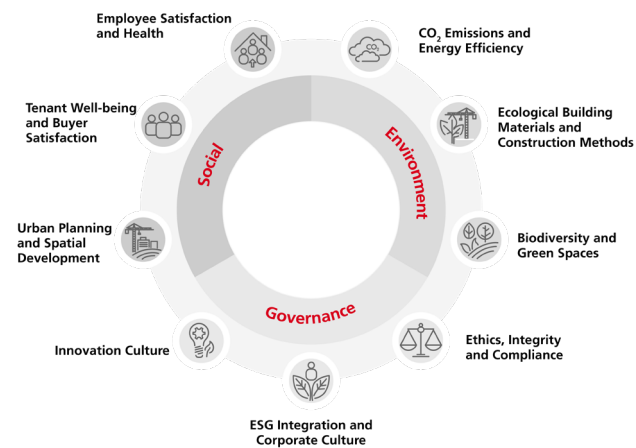 Employee Satisfaction
and Health
CO₂ Emissions and
Energy Efficiency
CO₂
Tenant Well-being
and Buyer
Satisfaction
Ecological Building
Materials and
Construction Methods
Social
Environment
Urban Planning
and Spatial
Development
Biodiversity and
Green Spaces
Governance
Innovation Culture
Ethics, Integrity
and Compliance
ESG Integration and
Corporate Culture